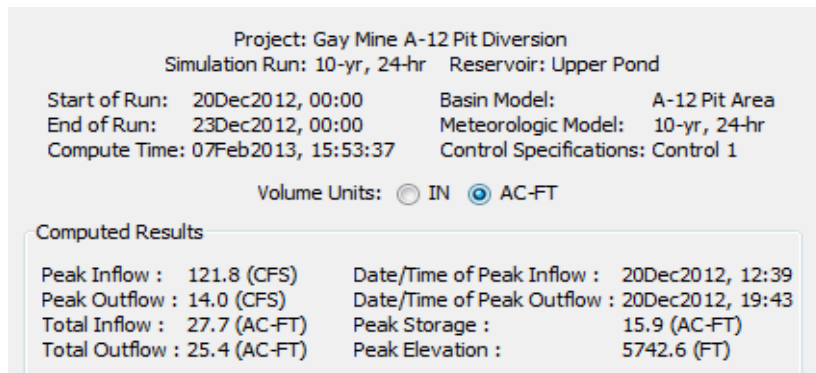 Project: Gay Mine A-12 Pit Diversion
Simulation Run: 10-yr, 24-hr Reservoir: Upper Pond
Start of Run: 20Dec2012, 00:00 Basin Model: A-12 Pit Area
End of Run: 23Dec2012, 00:00 Meteorologic Model: 10-yr, 24-hr
Compute Time: 07Feb2013, 15:53:37 Control Specifications: Control 1
Volume Units: IN AC-FT
Computed Results
Peak Inflow : 121.8 (CFS) Date/Time of Peak Inflow : 20Dec2012, 12:39
Peak Outflow : 14.0 (CFS) Date/Time of Peak Outflow : 20Dec2012, 19:43
Total Inflow : 27.7 (AC-FT) Peak Storage : 15.9 (AC-FT)
Total Outflow : 25.4 (AC-FT) Peak Elevation : 5742.6 (FT)